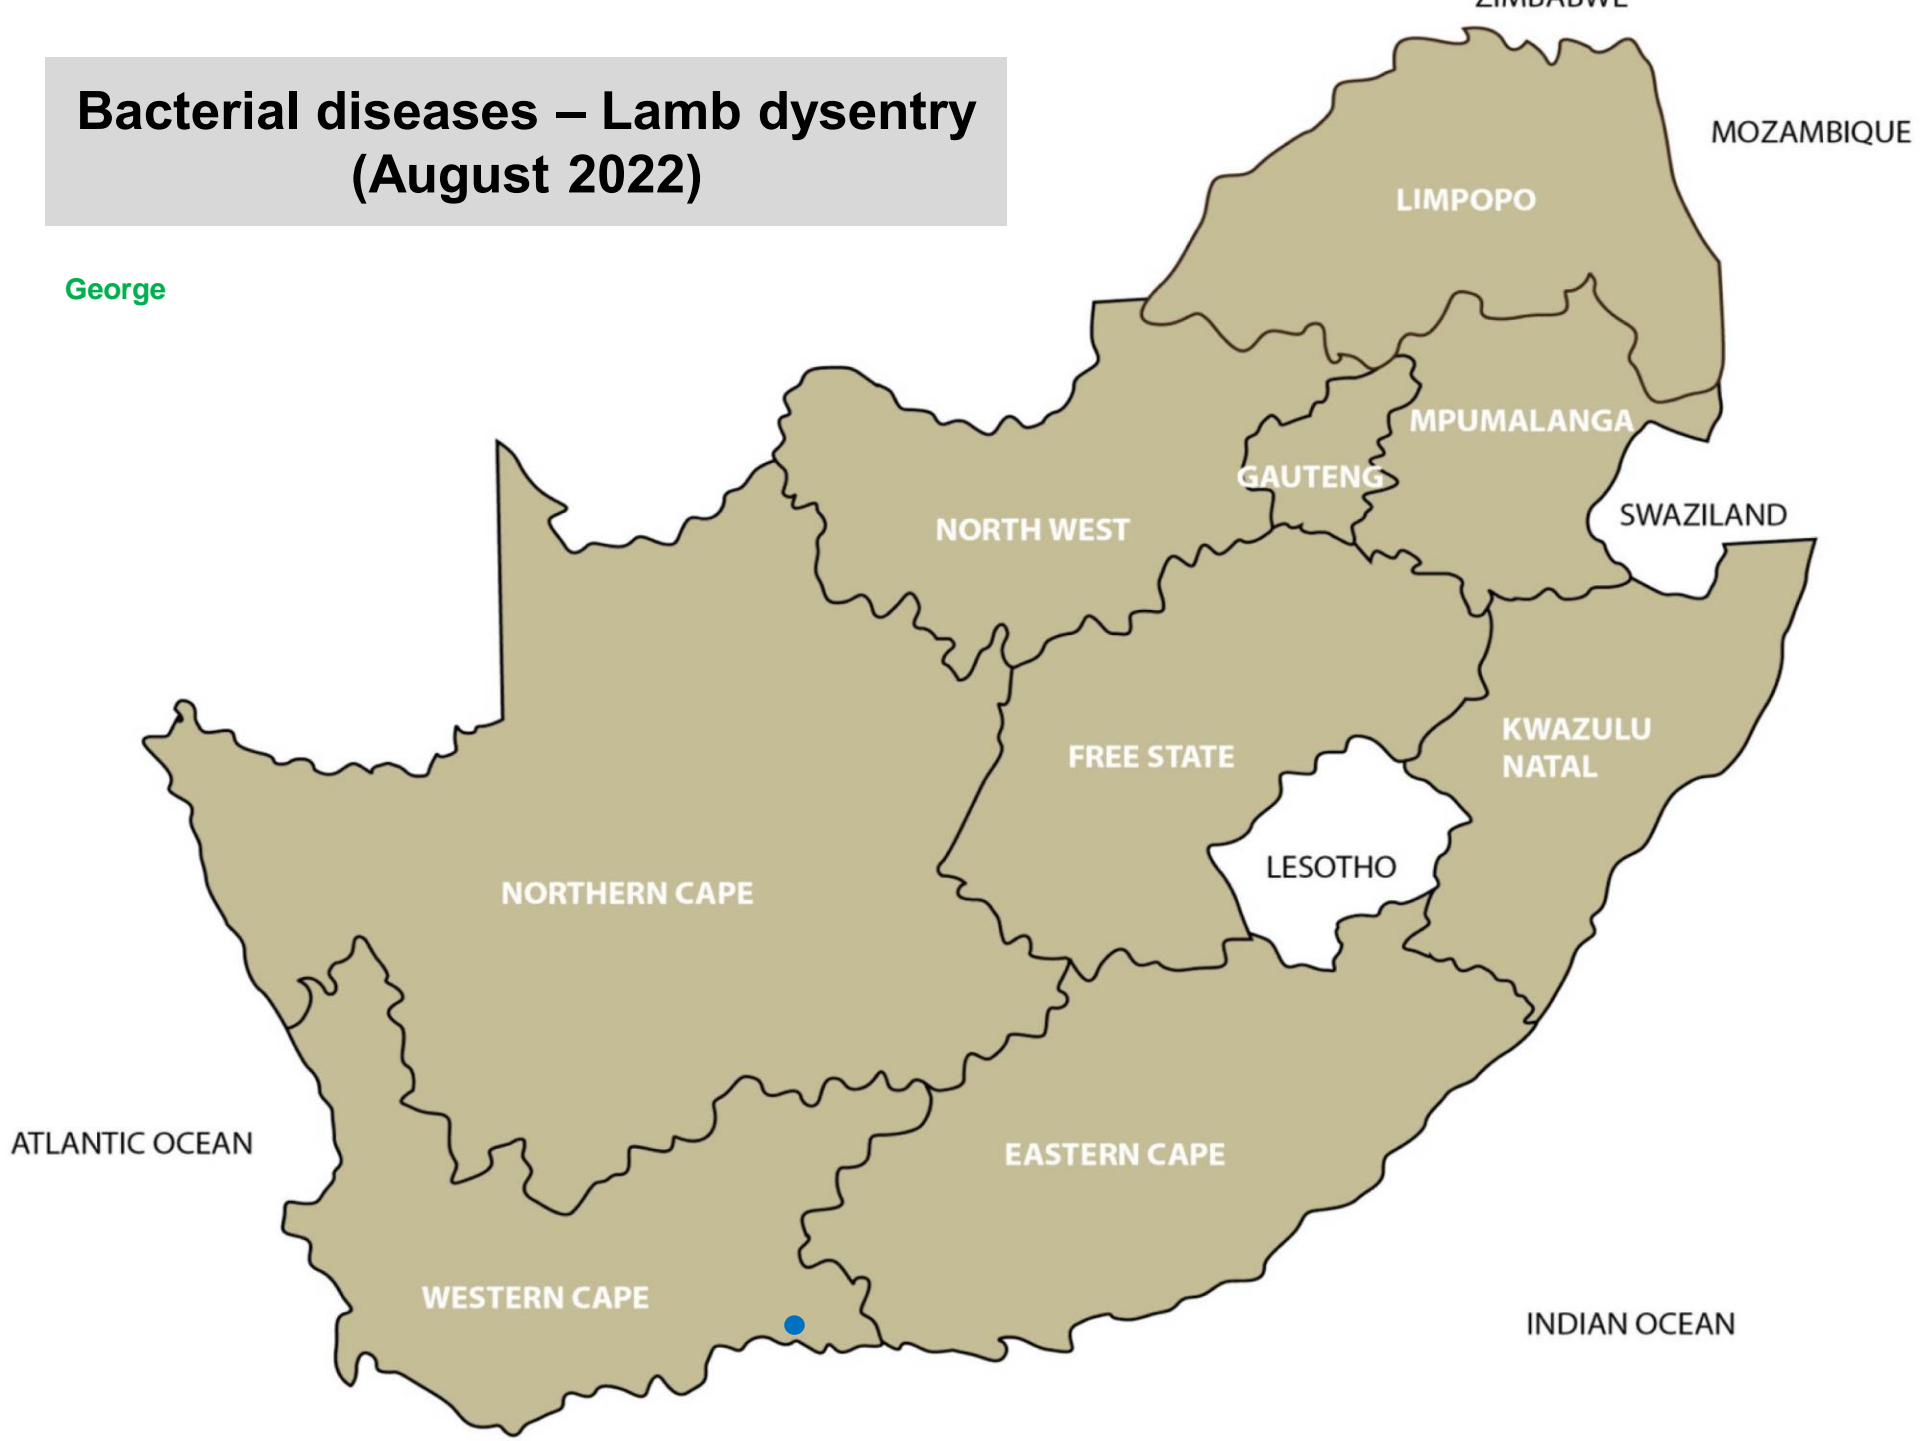 ZIMBABWE
Bacterial diseases – Lamb dysentry
(August 2022)
MOZAMBIQUE
LIMPOPO
George
MPUMALANGA
GAUTENG
SWAZILAND
NORTH WEST
KWAZULU
NATAL
FREE STATE
LESOTHO
NORTHERN CAPE
ATLANTIC OCEAN
EASTERN CAPE
WESTERN CAPE
INDIAN OCEAN